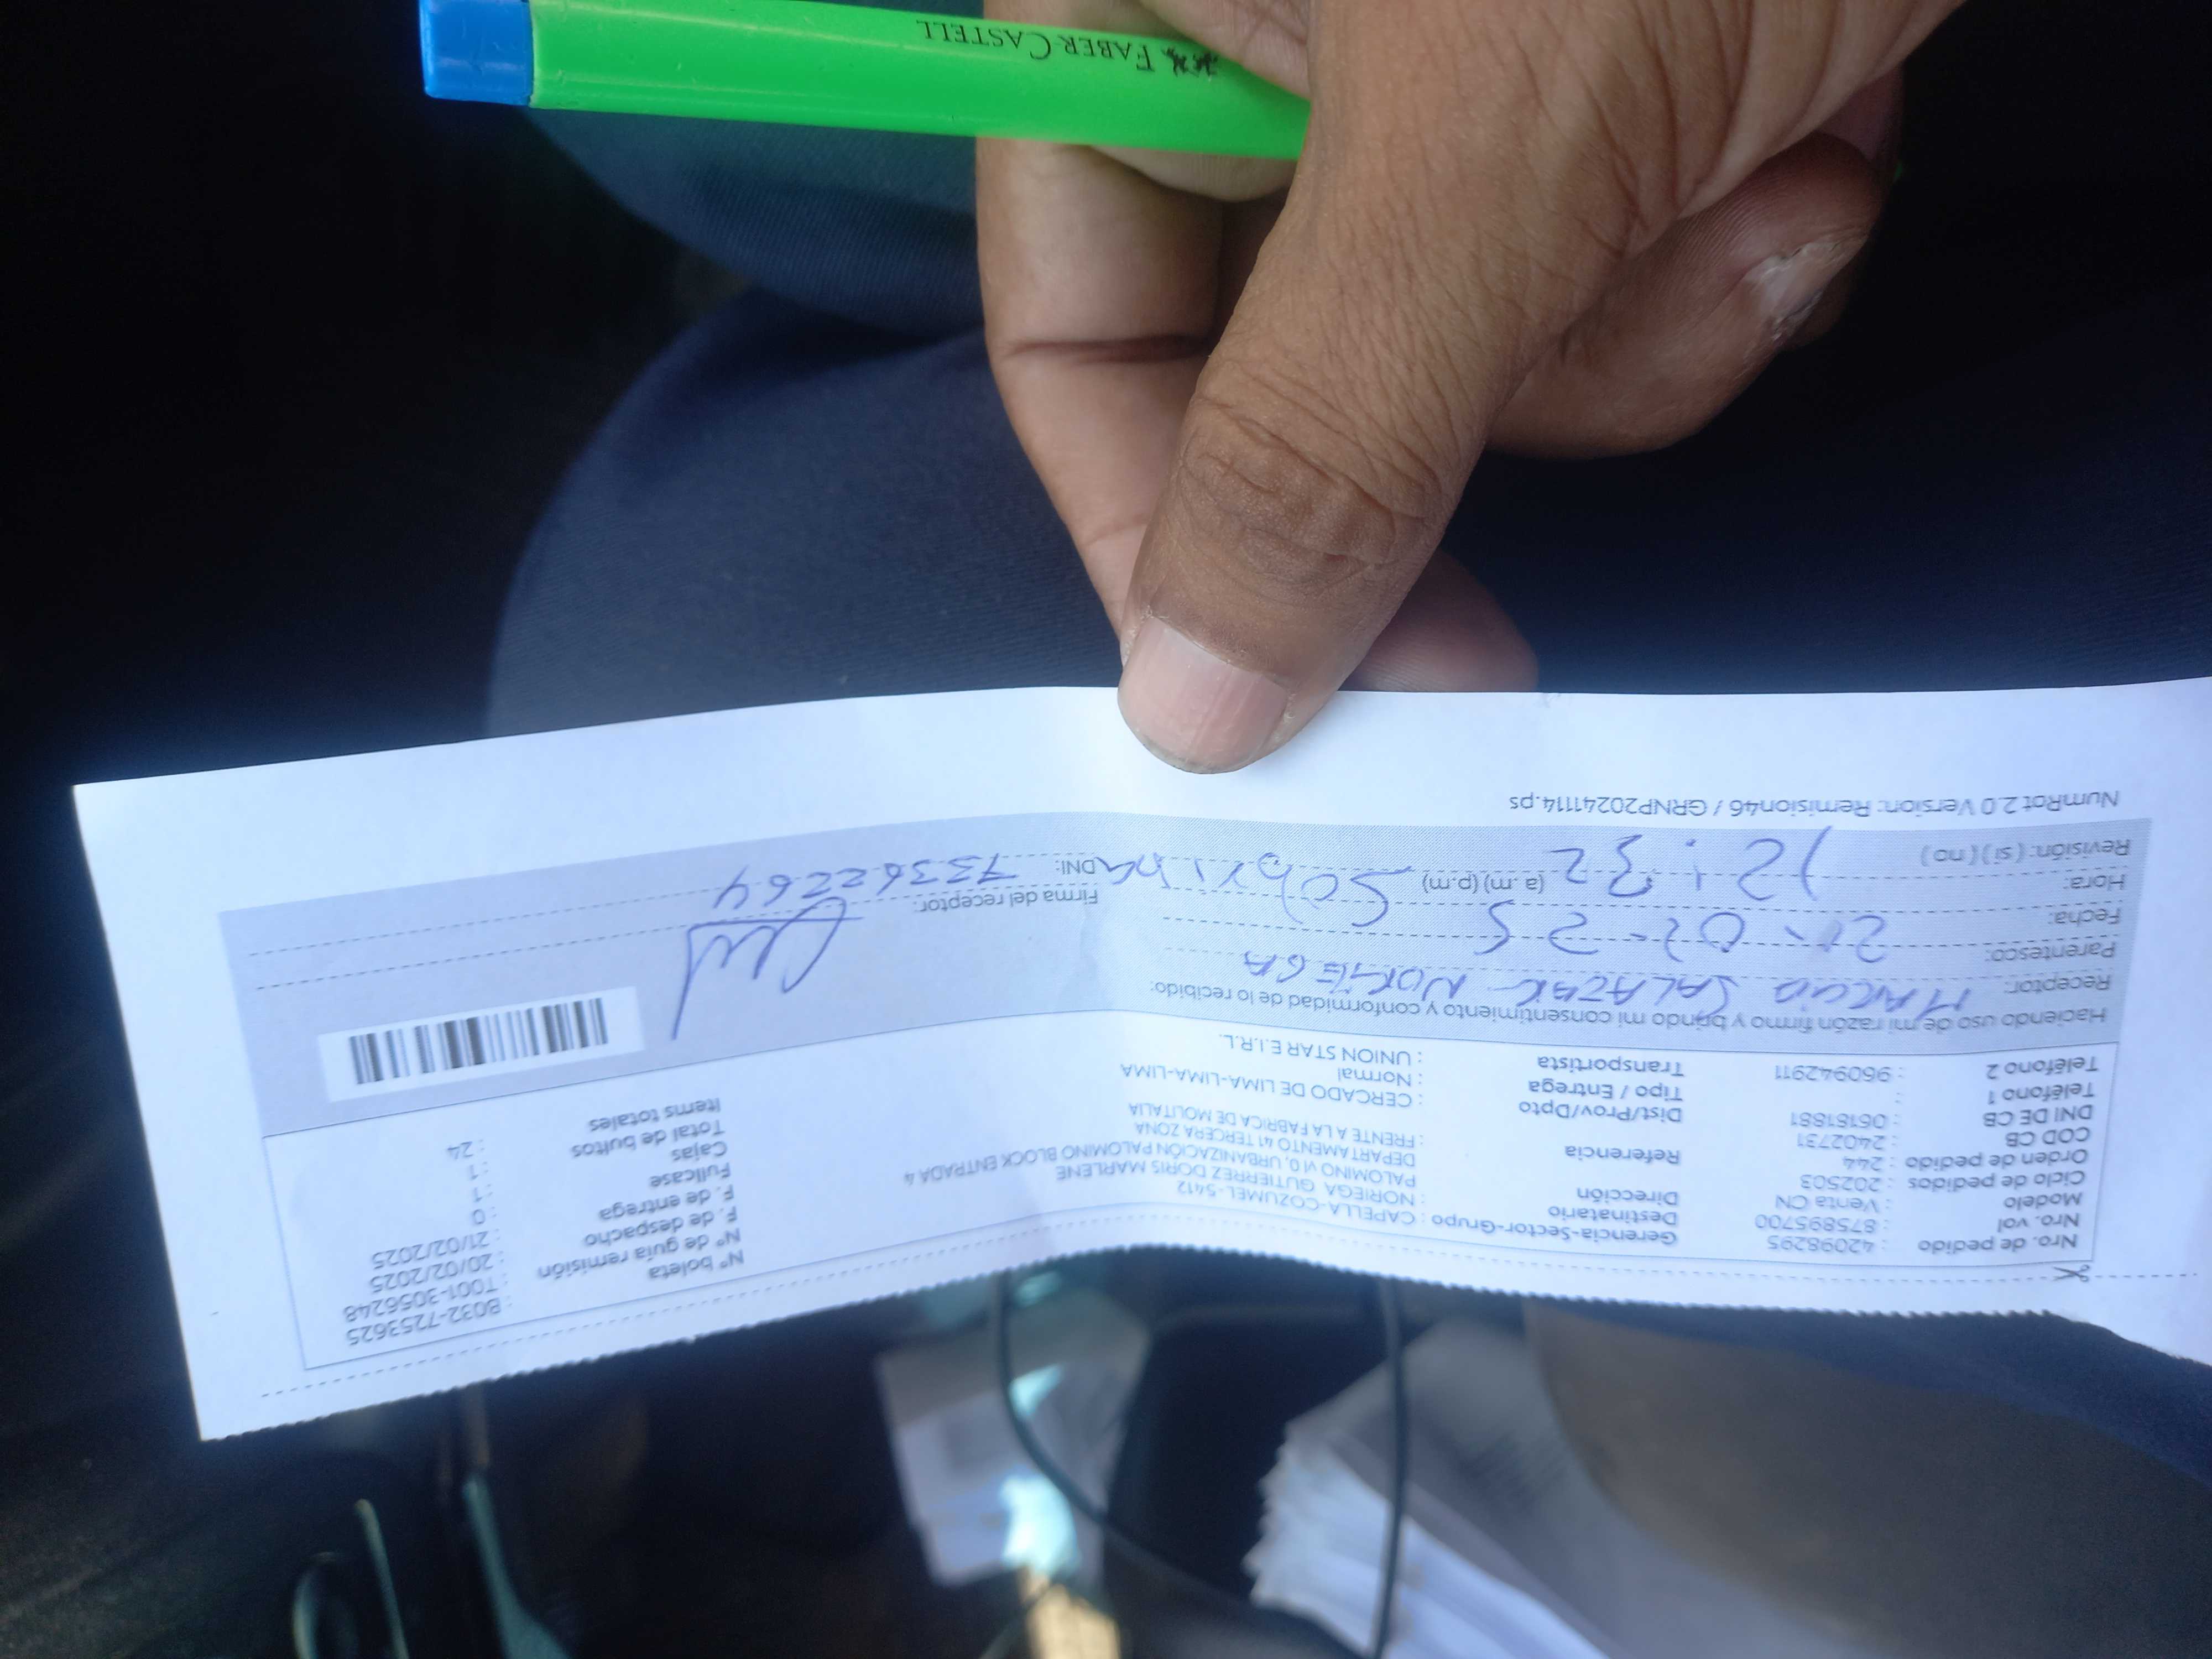 Nro. de pedido : 42098295
Nro. vol : 875895700
Modelo : Venta CN
Ciclo de pedidos : 202503
Orden de pedido : 244
COD CB : 2402731
DNI DE CB : 06181881
Teléfono 1 :
Teléfono 2 : 960942911
Gerencia-Sector-Grupo : CAPELLA-COZUMEL-5412
Destinatario : NORIEGA GUTIERREZ DORIS MARLENE
Dirección PALOMINO vl 0, URBANIZACIÓN PALOMINO BLOCK ENTRADA 4
DEPARTAMENTO 41 TERCERA ZONA
Referencia : FRENTE A LA FABRICA DE MOLITALIA
Dist/Prov/Dpto : CERCADO DE LIMA-LIMA-LIMA
Tipo / Entrega : Normal
Transportista : UNION STAR E.I.R.L.
N° boleta : B032-7253625
N° de guía remisión : T001-3056248
F. de despacho : 20/02/2025
F. de entrega : 21/02/2025
Fullcase : 0
Cajas : 1
Total de bultos : 1
Items totales : 24
Haciendo uso de mi razón firmo y brindo mi consentimiento y conformidad de lo recibido:
Receptor: MARCIO SALAZAR NORIEGA
Parentesco:
Fecha: 21-02-25 Sobrina
Hora: 12:32 (a.m) (p.m)
Revisión: ( si ) ( no )
Firma del receptor:
DNI: 73362264
NumRot 2.0 Version: Remision46 / GRNP20241114.ps
FABER-CASTELL